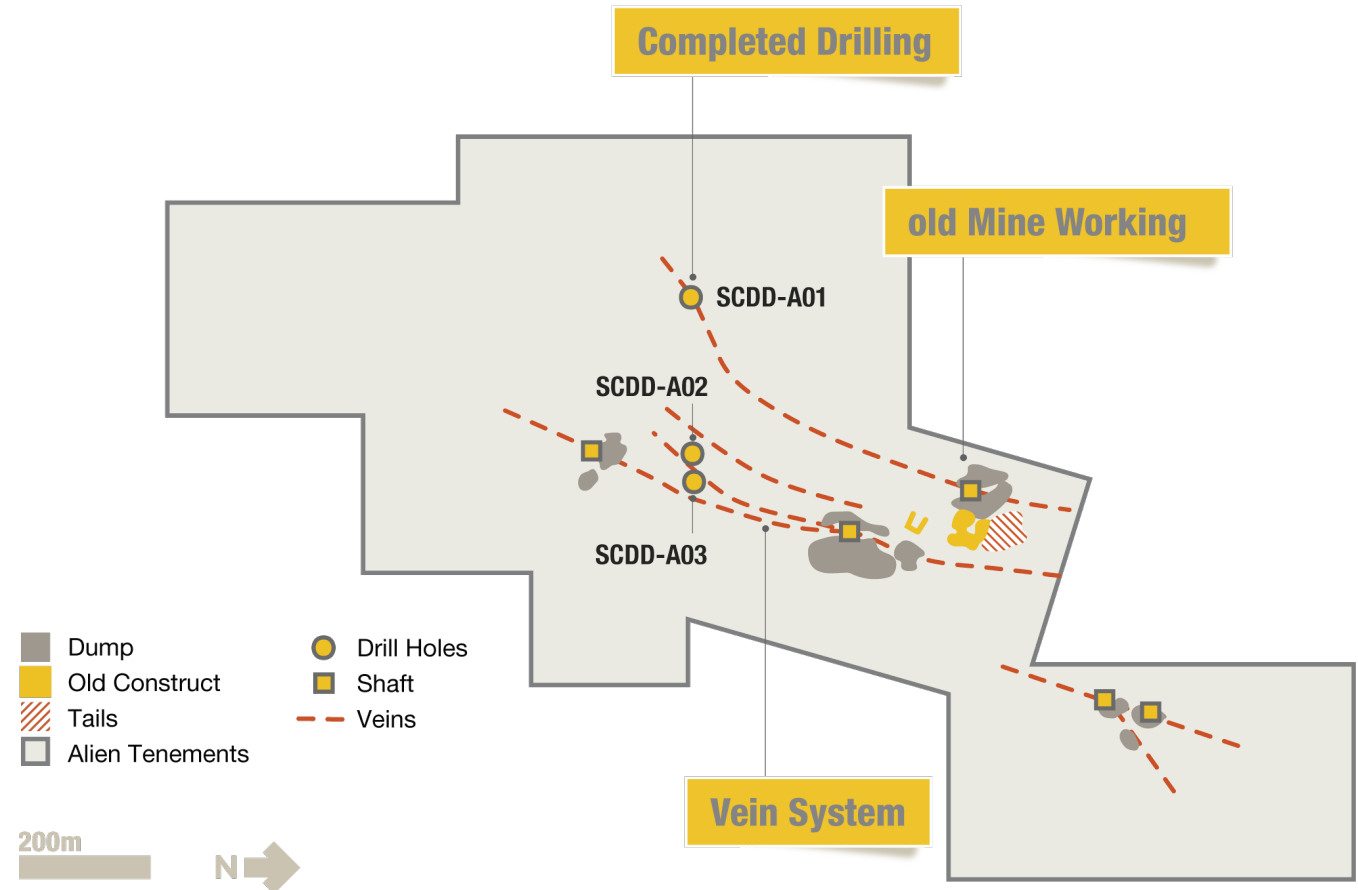 Completed Drilling
old Mine Working
SCDD-A01
SCDD-A02
SCDD-A03
Dump
Old Construct
Tails
Alien Tenements
Drill Holes
Shaft
Veins
Vein System
200m
N